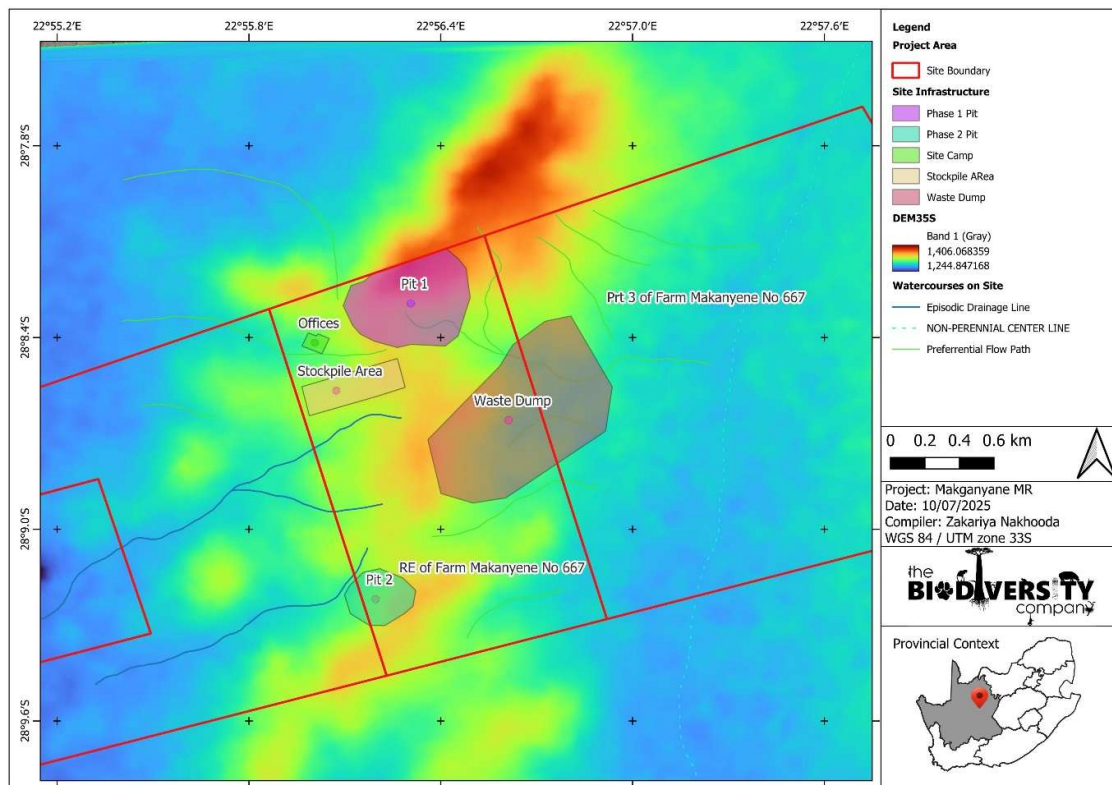 22°55.2'E 22°55.8'E 22°56.4'E 22°57.0'E 22°57.6'E
28°7.8'S
28°8.4'S
28°9.0'S
28°9.6'S
Pit 1
Prt 3 of Farm Makanyene No 667
Offices
Stockpile Area
Waste Dump
RE of Farm Makanyene No 667
Pit 2
Legend
Project Area
Site Boundary
Site Infrastructure
Phase 1 Pit
Phase 2 Pit
Site Camp
Stockpile ARea
Waste Dump
DEM35S
Band 1 (Gray)
1,406.068359
1,244.847168
Watercourses on Site
Episodic Drainage Line
NON-PERENNIAL CENTER LINE
Preferrential Flow Path
0 0.2 0.4 0.6 km
Project: Makganyane MR
Date: 10/07/2025
Compiler: Zakariya Nakhooda
WGS 84 / UTM zone 33S
the
BIODIVERSITY
company
Provincial Context